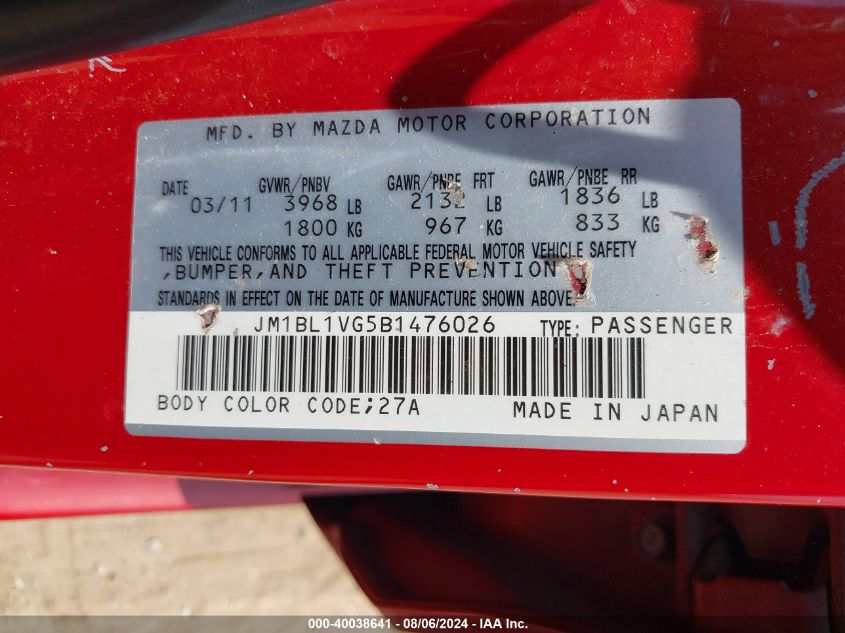 MFD. BY MAZDA MOTOR CORPORATION
DATE GVWR/PNBV GAWR/PNBE FRT GAWR/PNBE RR
03/11 3968 LB 2132 LB 1836 LB
1800 KG 967 KG 833 KG
THIS VEHICLE CONFORMS TO ALL APPLICABLE FEDERAL MOTOR VEHICLE SAFETY
,BUMPER,AND THEFT PREVENTION
STANDARDS IN EFFECT ON THE DATE OF MANUFACTURE SHOWN ABOVE.
JM1BL1VG5B1476026 TYPE: PASSENGER
BODY COLOR CODE;27A MADE IN JAPAN
000-40038641 - 08/06/2024 - IAA Inc.